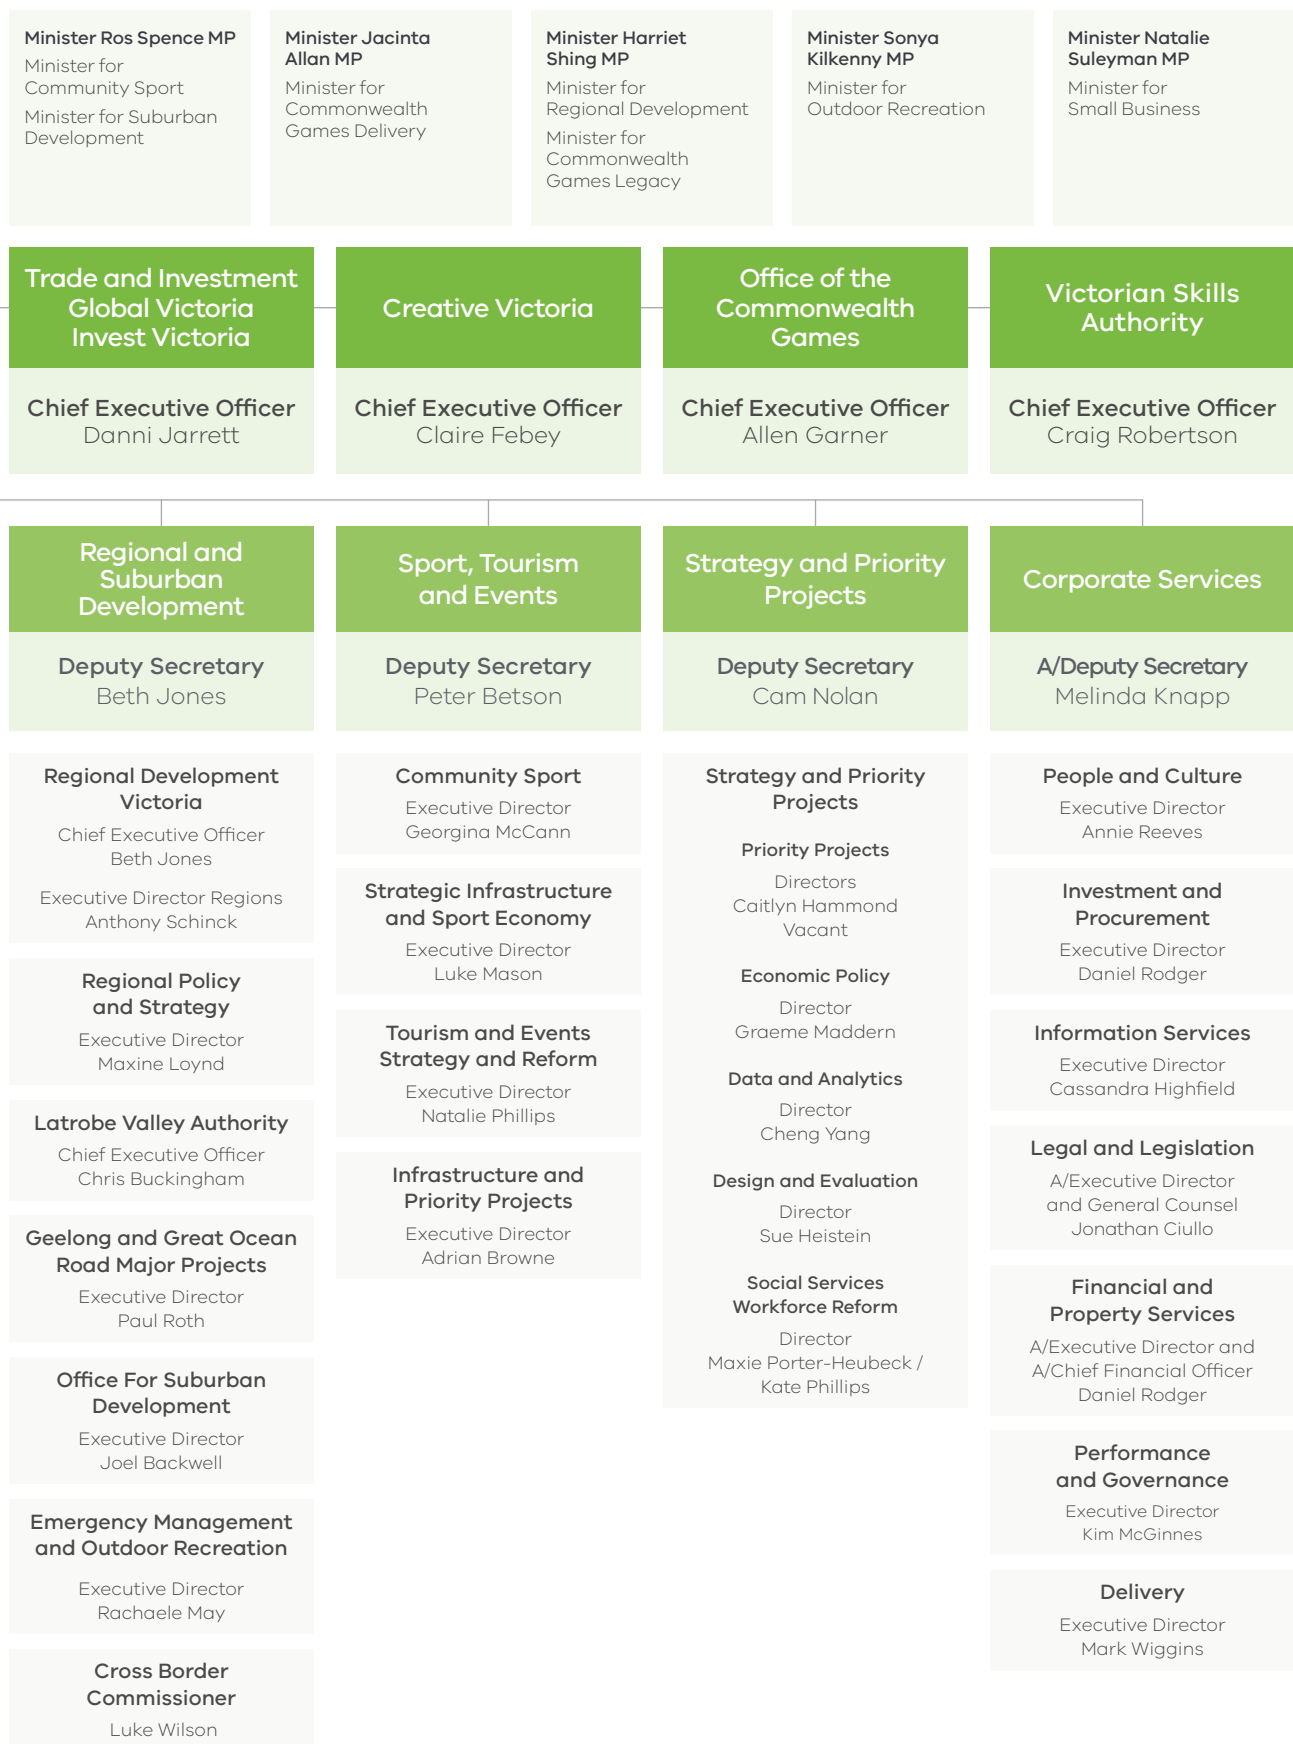 Minister Ros Spence MP
Minister for
Community Sport
Minister for Suburban
Development
Minister Jacinta
Allan MP
Minister for
Commonwealth
Games Delivery
Minister Harriet
Shing MP
Minister for
Regional Development
Minister for
Commonwealth
Games Legacy
Minister Sonya
Kilkenny MP
Minister for
Outdoor Recreation
Minister Natalie
Suleyman MP
Minister for
Small Business
Trade and Investment
Global Victoria
Invest Victoria
Chief Executive Officer
Danni Jarrett
Creative Victoria
Chief Executive Officer
Claire Febey
Office of the
Commonwealth
Games
Chief Executive Officer
Allen Garner
Victorian Skills
Authority
Chief Executive Officer
Craig Robertson
Regional and
Suburban
Development
Deputy Secretary
Beth Jones
Regional Development
Victoria
Chief Executive Officer
Beth Jones
Executive Director Regions
Anthony Schinck
Regional Policy
and Strategy
Executive Director
Maxine Loynd
Latrobe Valley Authority
Chief Executive Officer
Chris Buckingham
Geelong and Great Ocean
Road Major Projects
Executive Director
Paul Roth
Office For Suburban
Development
Executive Director
Joel Backwell
Emergency Management
and Outdoor Recreation
Executive Director
Rachaele May
Cross Border
Commissioner
Luke Wilson
Sport, Tourism
and Events
Deputy Secretary
Peter Betson
Community Sport
Executive Director
Georgina McCann
Strategic Infrastructure
and Sport Economy
Executive Director
Luke Mason
Tourism and Events
Strategy and Reform
Executive Director
Natalie Phillips
Infrastructure and
Priority Projects
Executive Director
Adrian Browne
Strategy and Priority
Projects
Deputy Secretary
Cam Nolan
Strategy and Priority
Projects
Priority Projects
Directors
Caitlyn Hammond
Vacant
Economic Policy
Director
Graeme Maddern
Data and Analytics
Director
Cheng Yang
Design and Evaluation
Director
Sue Heistein
Social Services
Workforce Reform
Director
Maxie Porter-Heubeck /
Kate Phillips
Corporate Services
A/Deputy Secretary
Melinda Knapp
People and Culture
Executive Director
Annie Reeves
Investment and
Procurement
Executive Director
Daniel Rodger
Information Services
Executive Director
Cassandra Highfield
Legal and Legislation
A/Executive Director
and General Counsel
Jonathan Ciullo
Financial and
Property Services
A/Executive Director and
A/Chief Financial Officer
Daniel Rodger
Performance
and Governance
Executive Director
Kim McGinnes
Delivery
Executive Director
Mark Wiggins